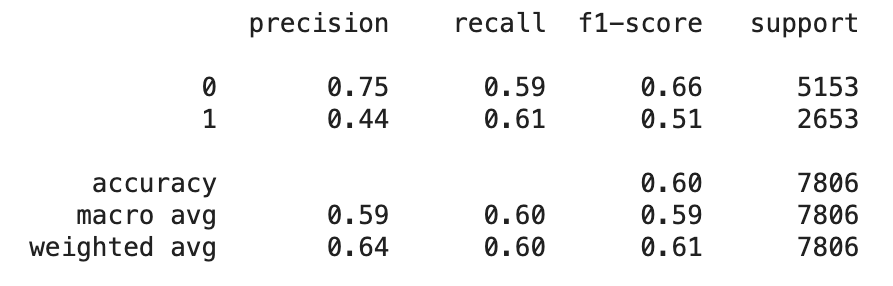 precision recall f1-score support
0 0.75 0.59 0.66 5153
1 0.44 0.61 0.51 2653
accuracy 0.60 7806
macro avg 0.59 0.60 0.59 7806
weighted avg 0.64 0.60 0.61 7806